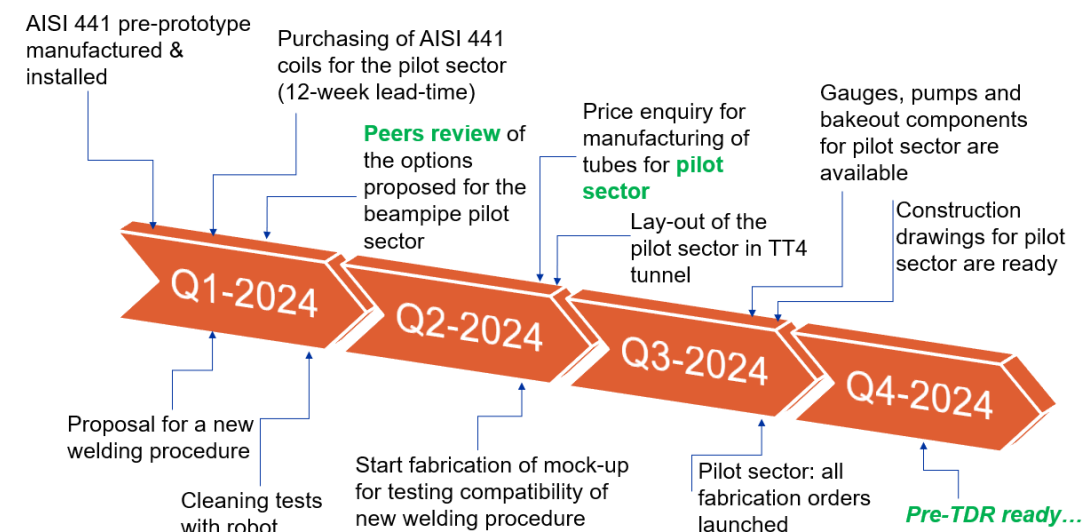 AISI 441 pre-prototype
manufactured &
installed
Purchasing of AISI 441
coils for the pilot sector
(12-week lead-time)
Peers review of
the options
proposed for the
beampipe pilot
sector
Price enquiry for
manufacturing of
tubes for pilot
sector
Lay-out of the
pilot sector in TT4
tunnel
Gauges, pumps and
bakeout components
for pilot sector are
available
Construction
drawings for pilot
sector are ready
Q1-2024
Q2-2024
Q3-2024
Q4-2024
Proposal for a new
welding procedure
Cleaning tests
with robot
Start fabrication of mock-up
for testing compatibility of
new welding procedure
Pilot sector: all
fabrication orders
launched
Pre-TDR ready…